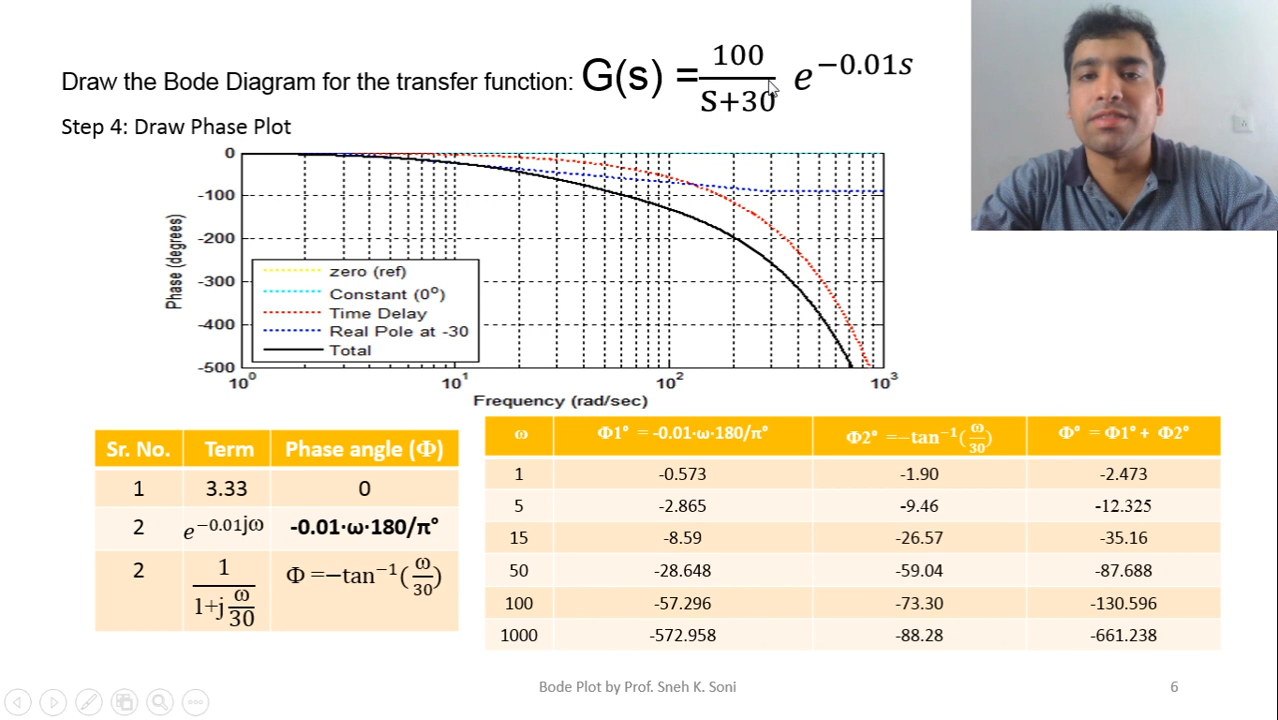 Draw the Bode Diagram for the transfer function: G(s) = 100/(S+30) e^−0.01s
Step 4: Draw Phase Plot
Phase (degrees)
0
-100
-200
-300
-400
-500
zero (ref)
Constant (0°)
Time Delay
Real Pole at -30
Total
10^0 10^1 10^2 10^3
Frequency (rad/sec)
Sr. No. Term Phase angle (Φ)
1 3.33 0
2 e^−0.01jω -0.01·ω·180/π°
2 1/(1+j ω/30) Φ =−tan^−1(ω/30)
ω Φ1° = -0.01·ω·180/π° Φ2° =−tan^−1(ω/30) Φ° = Φ1° + Φ2°
1 -0.573 -1.90 -2.473
5 -2.865 -9.46 -12.325
15 -8.59 -26.57 -35.16
50 -28.648 -59.04 -87.688
100 -57.296 -73.30 -130.596
1000 -572.958 -88.28 -661.238
Bode Plot by Prof. Sneh K. Soni
6